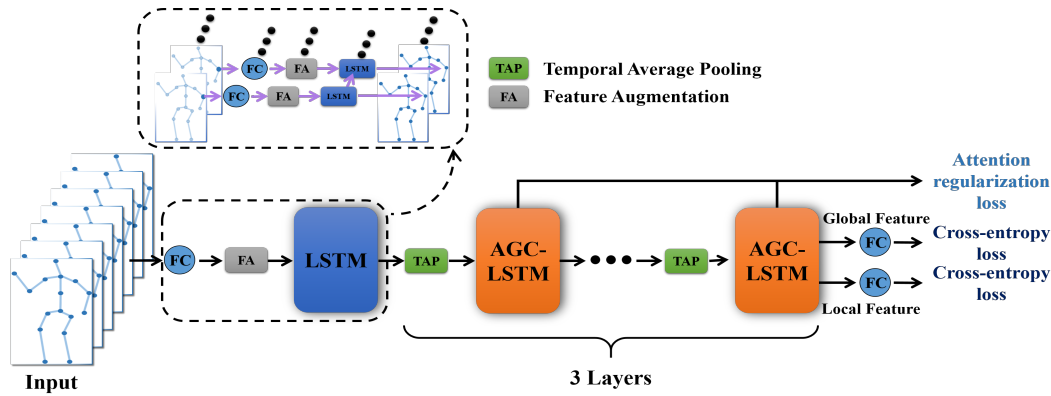 FC
FA
LSTM
FC
FA
LSTM
TAP
Temporal Average Pooling
FA
Feature Augmentation
Attention
regularization
loss
Global Feature
FC
Cross-entropy
loss
FC
Cross-entropy
loss
Local Feature
FC
FA
LSTM
TAP
AGC-
LSTM
TAP
AGC-
LSTM
3 Layers
Input